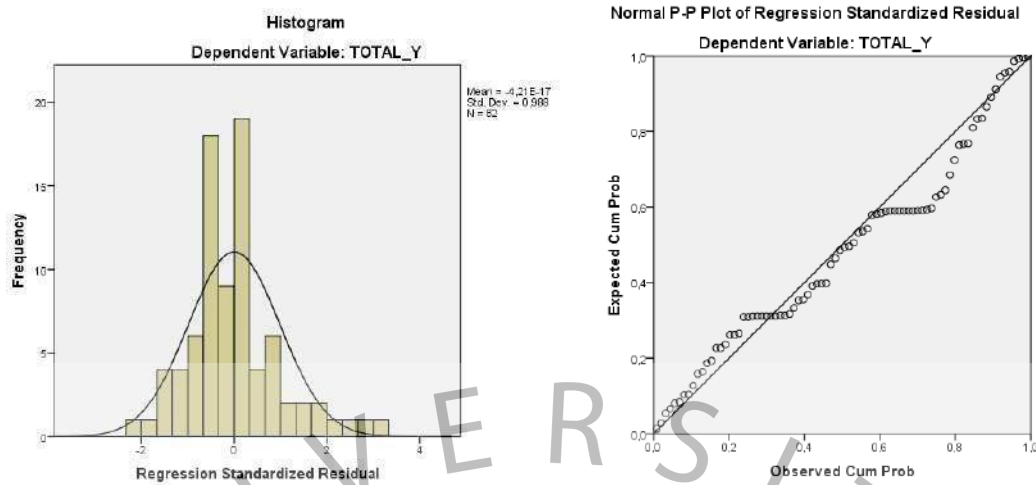 Histogram
Dependent Variable: TOTAL_Y
Mean = -4,21E-17
Std. Dev. = 0,988
N = 82
Frequency
20
15
10
5
0
-2
0
2
4
Regression Standardized Residual
Normal P-P Plot of Regression Standardized Residual
Dependent Variable: TOTAL_Y
Expected Cum Prob
1,0
0,8
0,6
0,4
0,2
0,0
0,0
0,2
0,4
0,6
0,8
1,0
Observed Cum Prob
VERSI